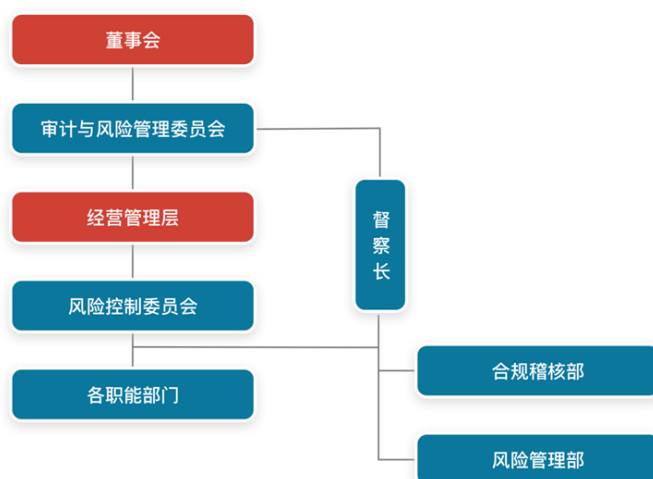 董事会
审计与风险管理委员会
经营管理层
督察长
风险控制委员会
合规稽核部
各职能部门
风险管理部